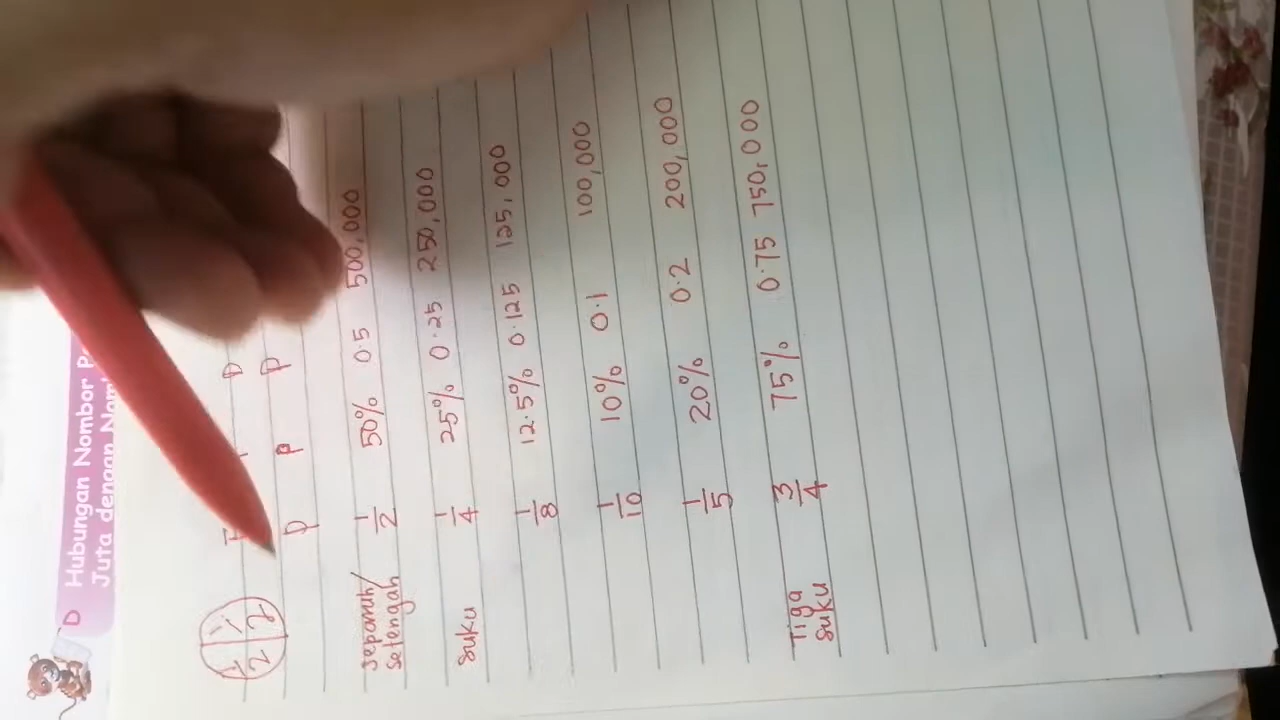 D Hubungan Nombor P
Juta dengan Nom
P P P
Separuh/ 1/2 50% 0.5 500,000
Setengah
Suku 1/4 25% 0.25 250,000
1/8 12.5% 0.125 125,000
1/10 10% 0.1 100,000
1/5 20% 0.2 200,000
Tiga 3/4 75% 0.75 750,000
suku